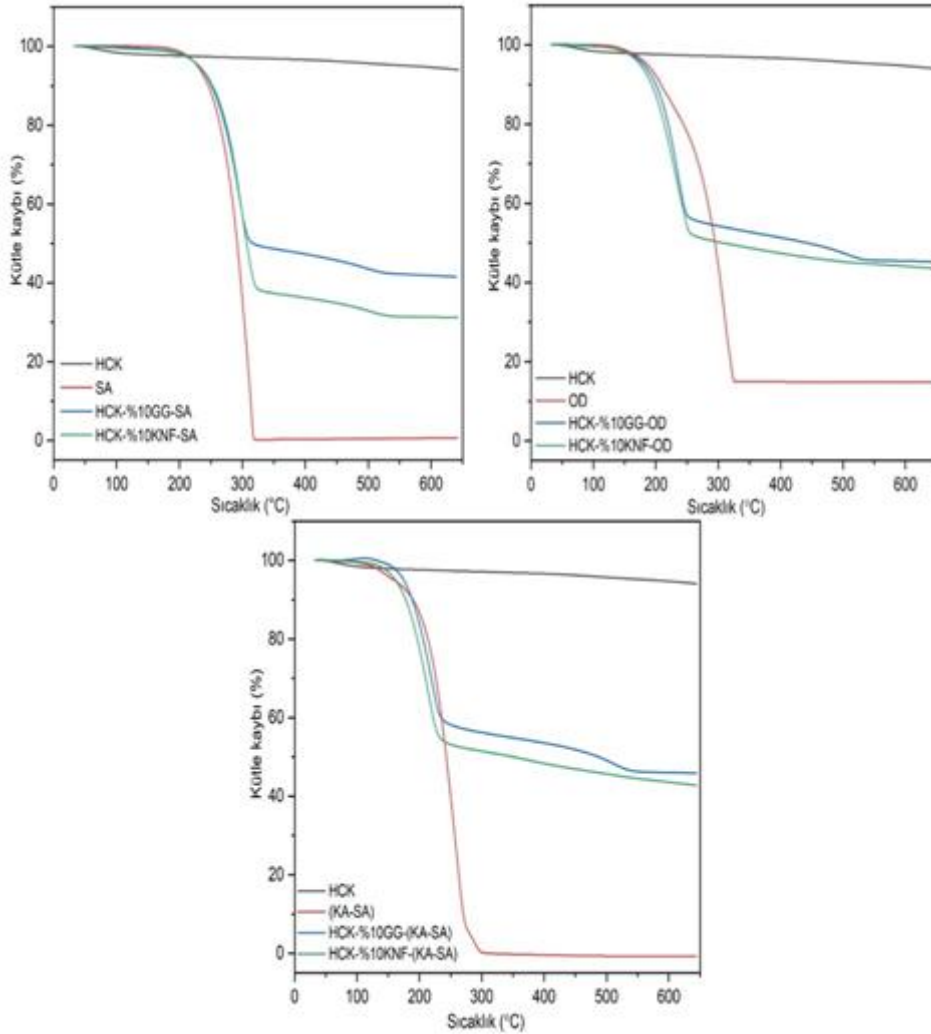 Kütle kaybı (%)
100
80
60
40
20
0
HCK
SA
HCK-%10GG-SA
HCK-%10KNF-SA
0 100 200 300 400 500 600
Sıcaklık (°C)
Kütle kaybı (%)
100
80
60
40
20
0
HCK
OD
HCK-%10GG-OD
HCK-%10KNF-OD
0 100 200 300 400 500 600
Sıcaklık (°C)
Kütle kaybı (%)
100
80
60
40
20
0
HCK
(KA-SA)
HCK-%10GG-(KA-SA)
HCK-%10KNF-(KA-SA)
0 100 200 300 400 500 600
Sıcaklık (°C)